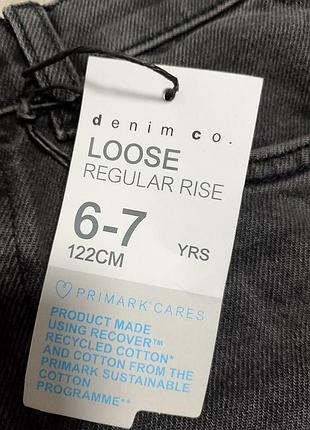 denim co.
LOOSE
REGULAR RISE
6-7 YRS
122CM
PRIMARK® CARES
PRODUCT MADE
USING RECOVER™
RECYCLED COTTON*
AND COTTON FROM THE
PRIMARK SUSTAINABLE
COTTON
PROGRAMME**